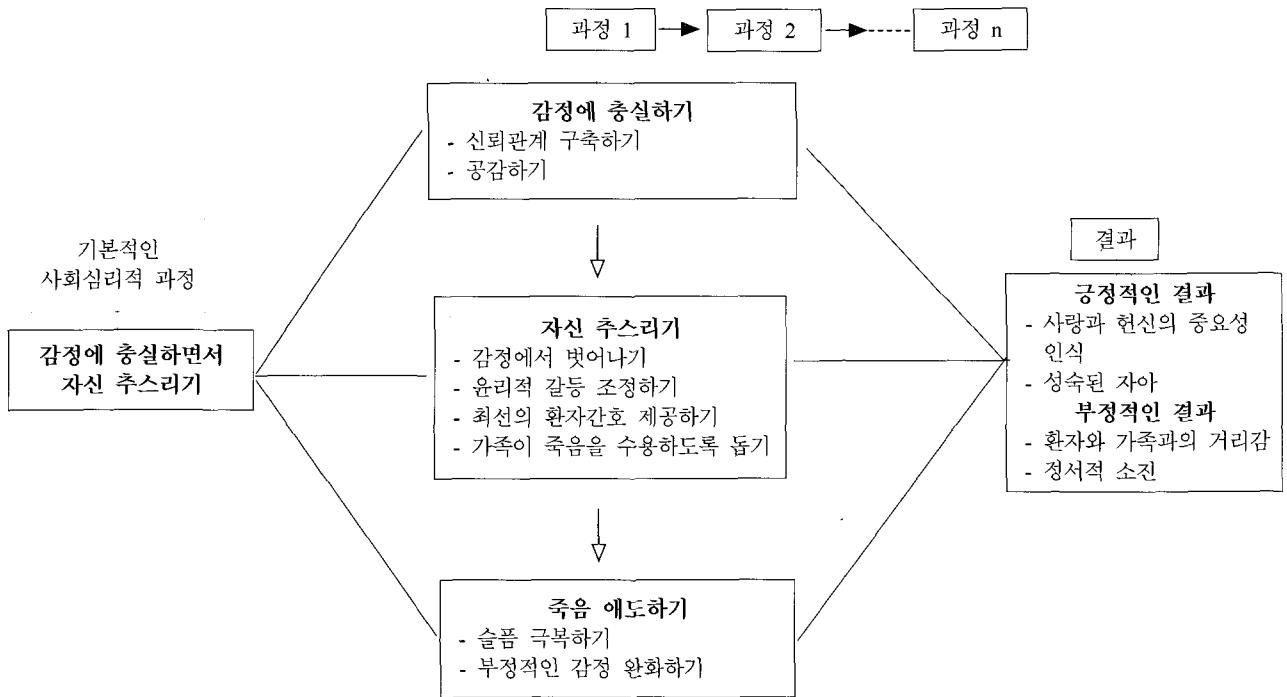 과정 1
과정 2
과정 n
감정에 충실하기
- 신뢰관계 구축하기
- 공감하기
기본적인
사회심리적 과정
감정에 충실하면서
자신 추스리기
자신 추스리기
- 감정에서 벗어나기
- 윤리적 갈등 조정하기
- 최선의 환자간호 제공하기
- 가족이 죽음을 수용하도록 돕기
죽음 애도하기
- 슬픔 극복하기
- 부정적인 감정 완화하기
결과
긍정적인 결과
- 사랑과 헌신의 중요성
인식
- 성숙된 자아
부정적인 결과
- 환자와 가족과의 거리감
- 정서적 소진